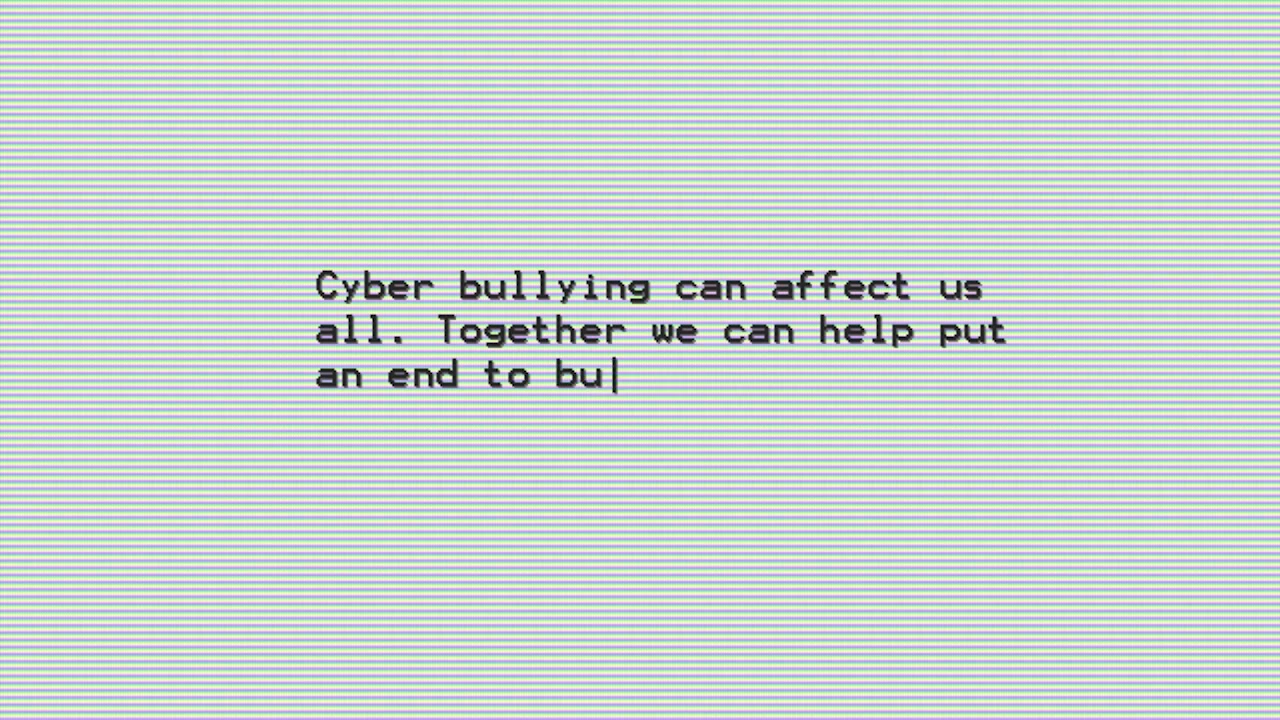 Cyber bullying can affect us
all. Together we can help put
an end to bu|